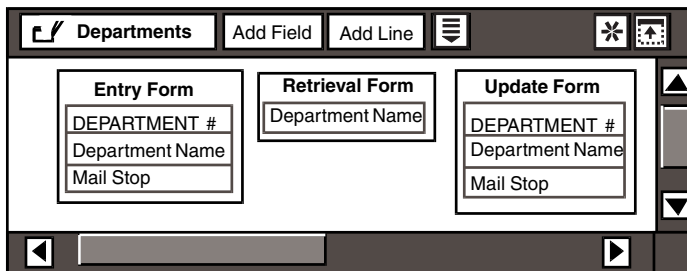 Departments
Add Field
Add Line
Entry Form
DEPARTMENT #
Department Name
Mail Stop
Retrieval Form
Department Name
Update Form
DEPARTMENT #
Department Name
Mail Stop